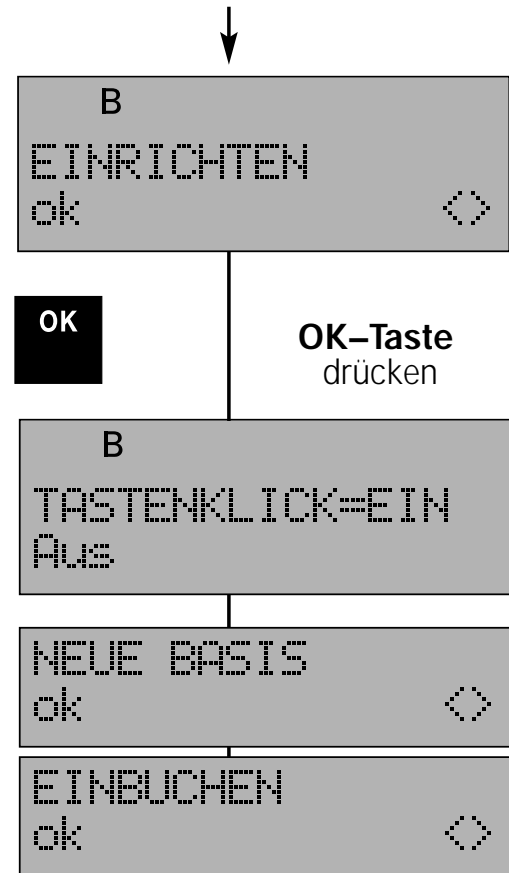 B
EINRICHTEN
ok <>
OK
OK–Taste
drücken
B
TASTENKLICK=EIN
Aus
NEUE BASIS
ok <>
EINBUCHEN
ok <>